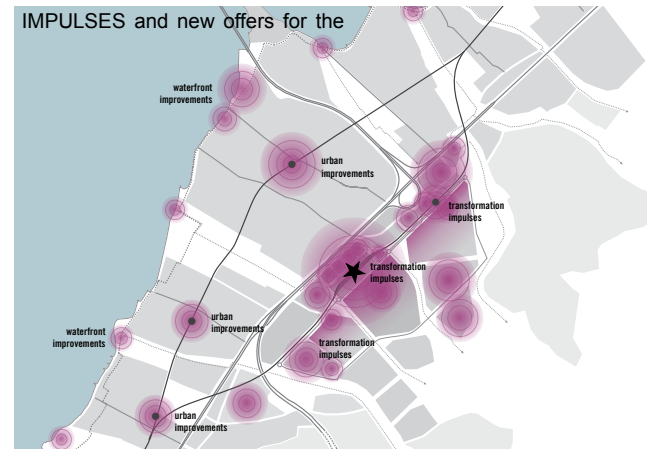 IMPULSES and new offers for the
waterfront
improvements
urban
improvements
transformation
impulses
transformation
impulses
urban
improvements
waterfront
improvements
transformation
impulses
urban
improvements